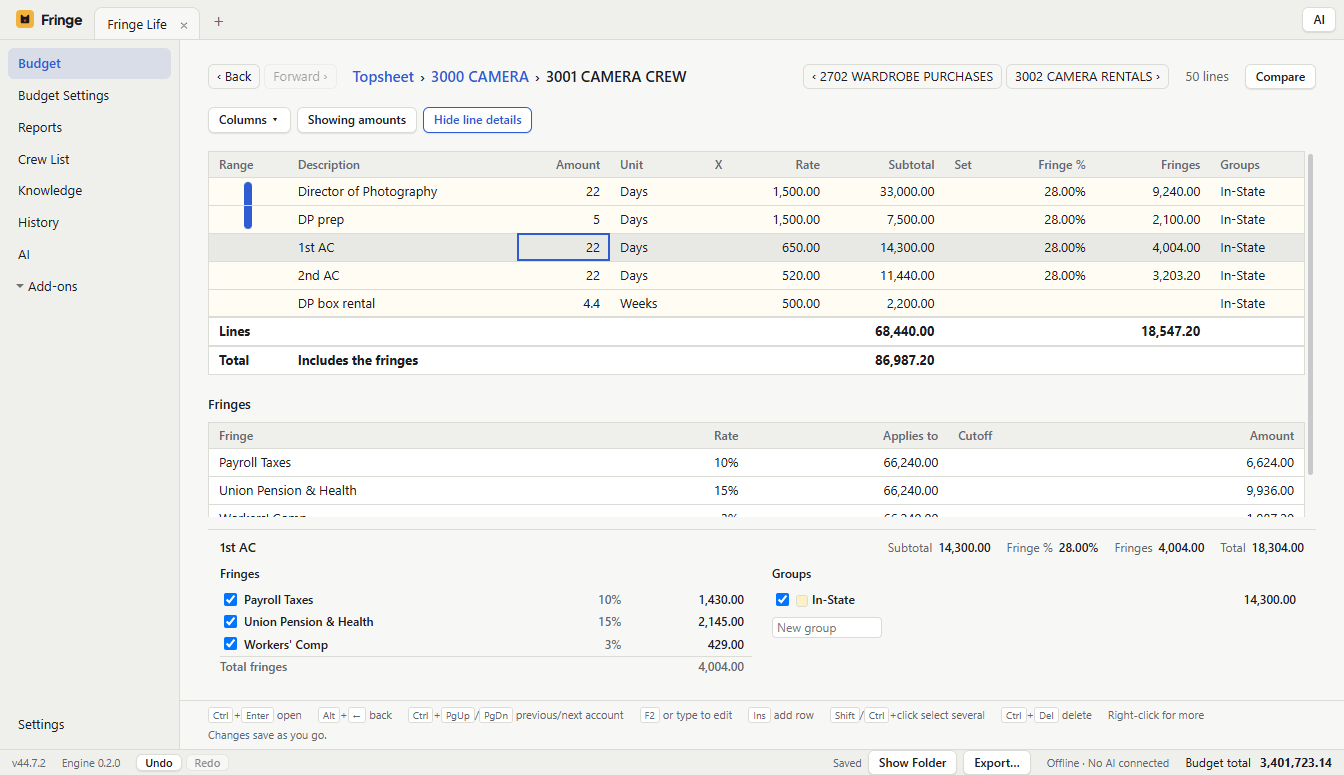 Fringe
Fringe Life ×
+
AI
Budget
Budget Settings
Reports
Crew List
Knowledge
History
AI
Add-ons
Settings
‹ Back
Forward ›
Topsheet › 3000 CAMERA › 3001 CAMERA CREW
‹ 2702 WARDROBE PURCHASES
3002 CAMERA RENTALS ›
50 lines
Compare
Columns
Showing amounts
Hide line details
Range Description Amount Unit X Rate Subtotal Set Fringe % Fringes Groups
Director of Photography 22 Days 1,500.00 33,000.00 28.00% 9,240.00 In-State
DP prep 5 Days 1,500.00 7,500.00 28.00% 2,100.00 In-State
1st AC 22 Days 650.00 14,300.00 28.00% 4,004.00 In-State
2nd AC 22 Days 520.00 11,440.00 28.00% 3,203.20 In-State
DP box rental 4.4 Weeks 500.00 2,200.00 In-State
Lines 68,440.00 18,547.20
Total Includes the fringes 86,987.20
Fringes
Fringe Rate Applies to Cutoff Amount
Payroll Taxes 10% 66,240.00 6,624.00
Union Pension & Health 15% 66,240.00 9,936.00
1st AC Subtotal 14,300.00 Fringe % 28.00% Fringes 4,004.00 Total 18,304.00
Fringes
Payroll Taxes 10% 1,430.00
Union Pension & Health 15% 2,145.00
Workers' Comp 3% 429.00
Total fringes 4,004.00
Groups
In-State 14,300.00
New group
Ctrl + Enter open Alt + ← back Ctrl + PgUp / PgDn previous/next account F2 or type to edit Ins add row Shift / Ctrl +click select several Ctrl + Del delete Right-click for more
Changes save as you go.
v44.7.2 Engine 0.2.0 Undo Redo Saved Show Folder Export... Offline · No AI connected Budget total 3,401,723.14